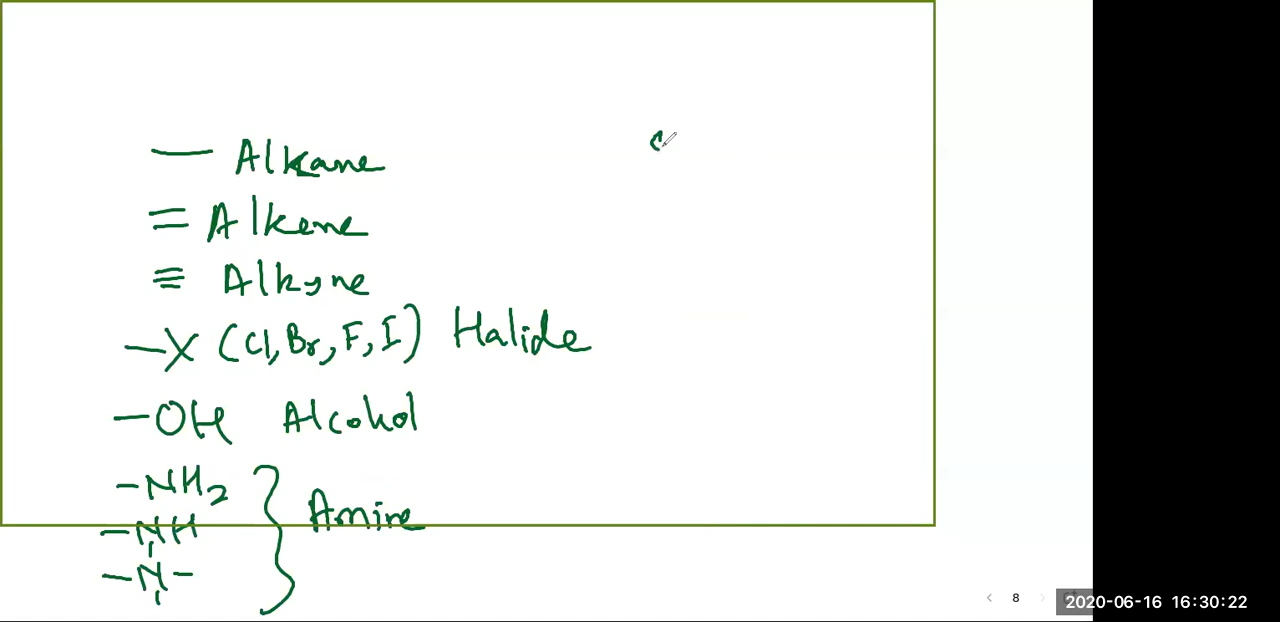 — Alkane
= Alkene
≡ Alkyne
—X (Cl, Br, F, I) Halide
—OH Alcohol
—NH2
—NH
—N— } Amine
8
2020-06-16 16:30:22